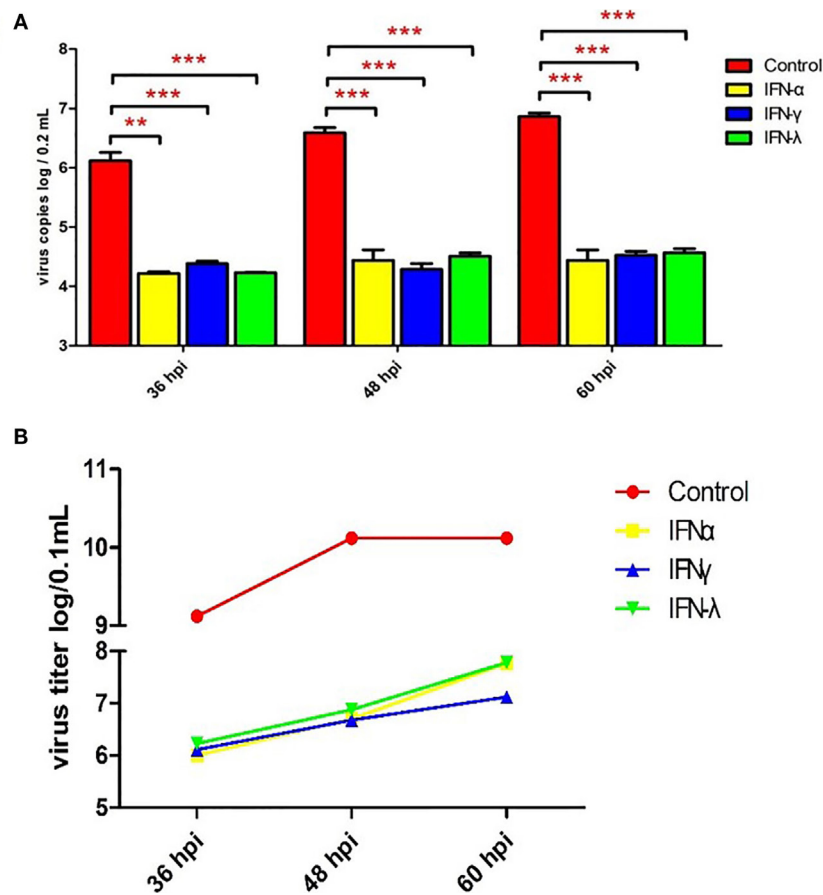 A
***
***
***
***
***
***
***
**
***
8
7
6
5
4
3
virus copies log / 0.2 mL
36 hpi
48 hpi
60 hpi
Control
IFN-α
IFN-γ
IFN-λ
B
11
10
9
8
7
6
5
virus titer log/0.1mL
36 hpi
48 hpi
60 hpi
Control
IFNα
IFNγ
IFN-λ